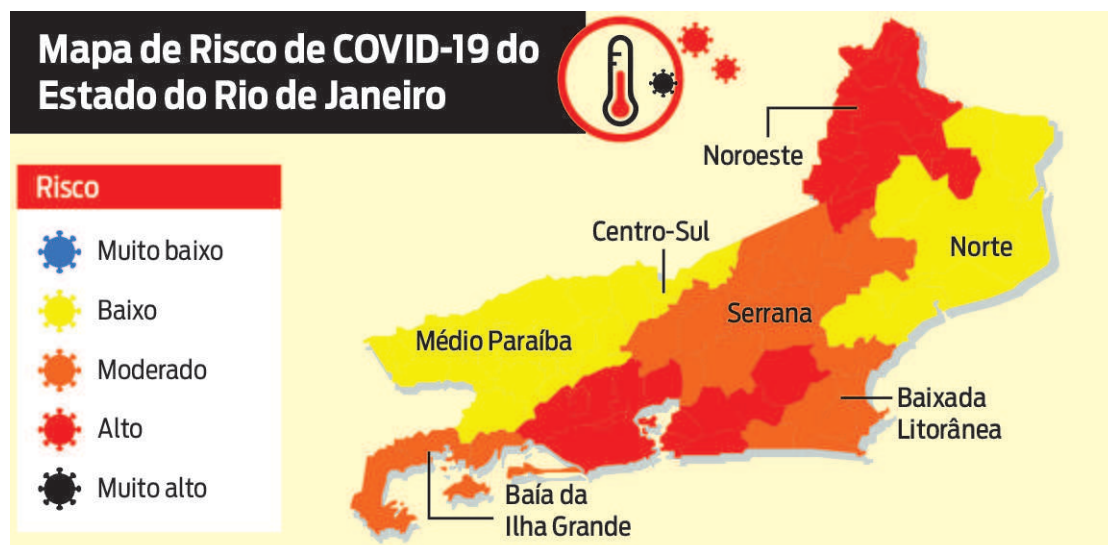 Mapa de Risco de COVID-19 do
Estado do Rio de Janeiro
Risco
Muito baixo
Baixo
Moderado
Alto
Muito alto
Noroeste
Centro-Sul
Norte
Serrana
Médio Paraíba
Baixada
Litorânea
Baía da
Ilha Grande